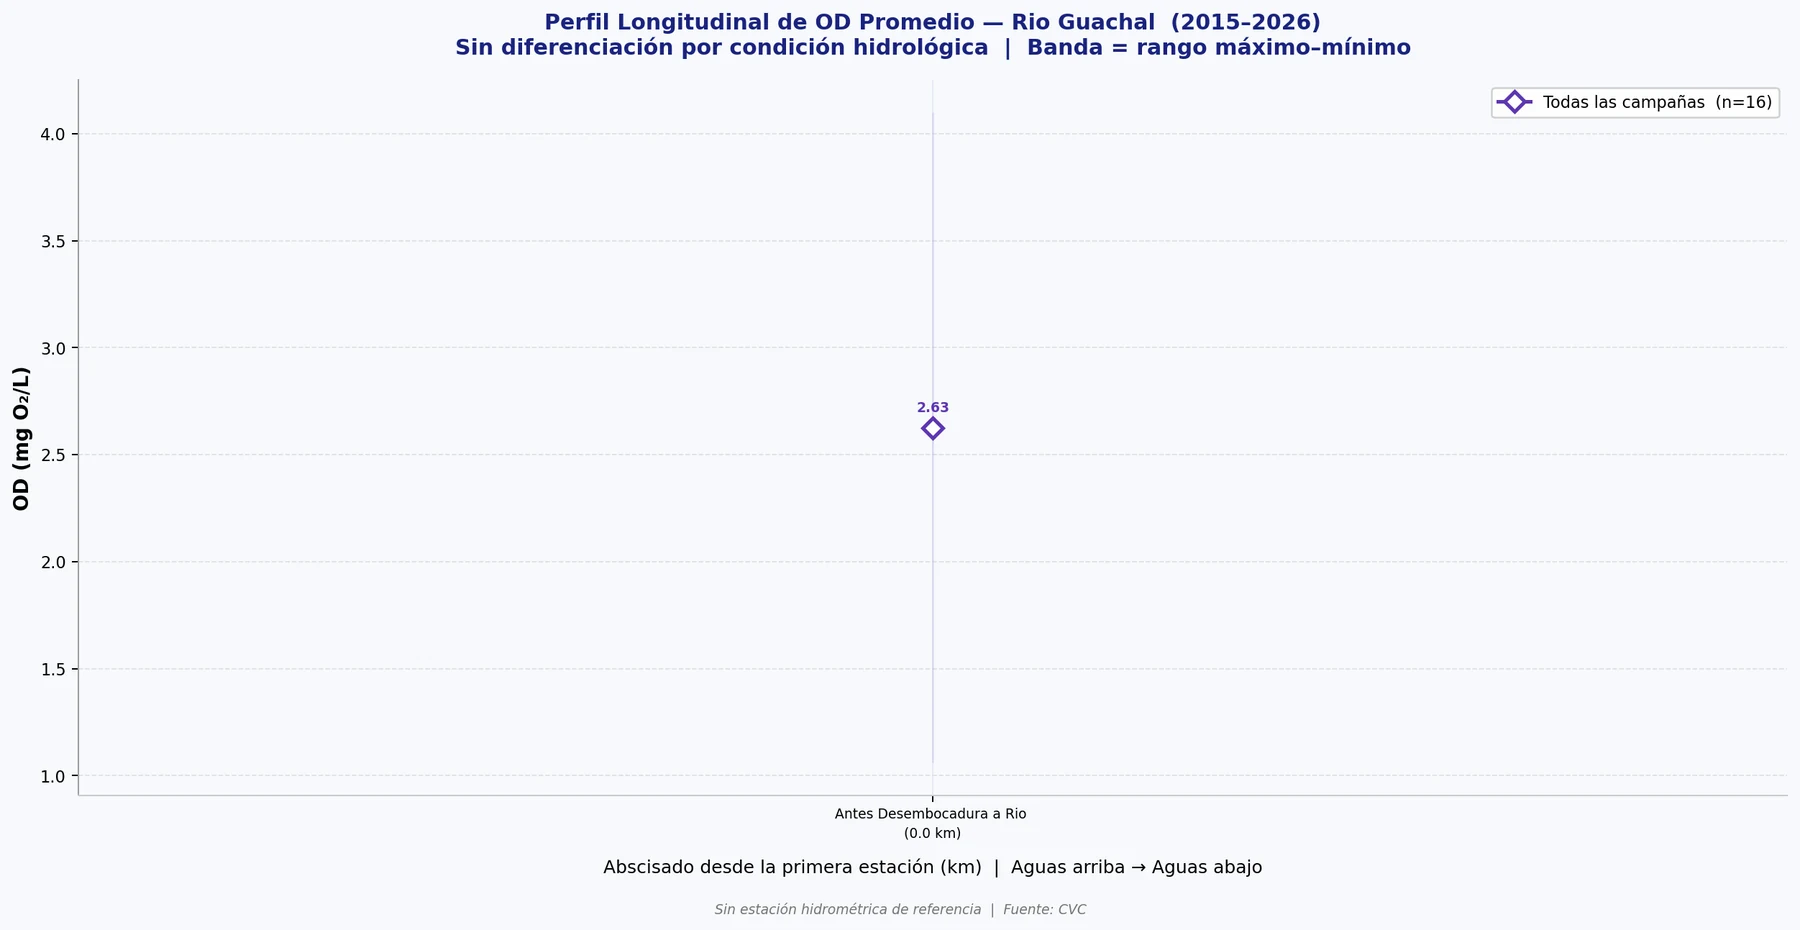 Perfil Longitudinal de OD Promedio — Rio Guachal (2015–2026)
Sin diferenciación por condición hidrológica | Banda = rango máximo–mínimo
Todas las campañas (n=16)
4.0
3.5
3.0
2.5
2.0
1.5
1.0
OD (mg O₂/L)
2.63
Antes Desembocadura a Rio
(0.0 km)
Abscisado desde la primera estación (km) | Aguas arriba → Aguas abajo
Sin estación hidrométrica de referencia | Fuente: CVC